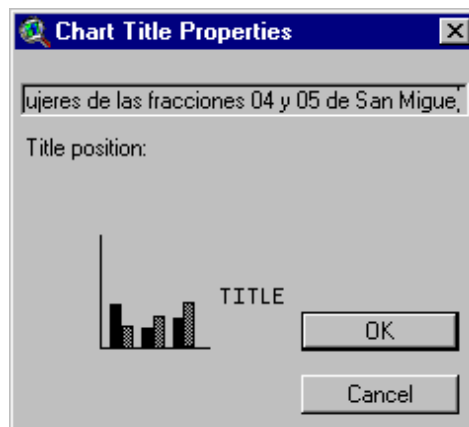 Chart Title Properties
ujeres de las fracciones 04 y 05 de San Migue
Title position:
TITLE
OK
Cancel